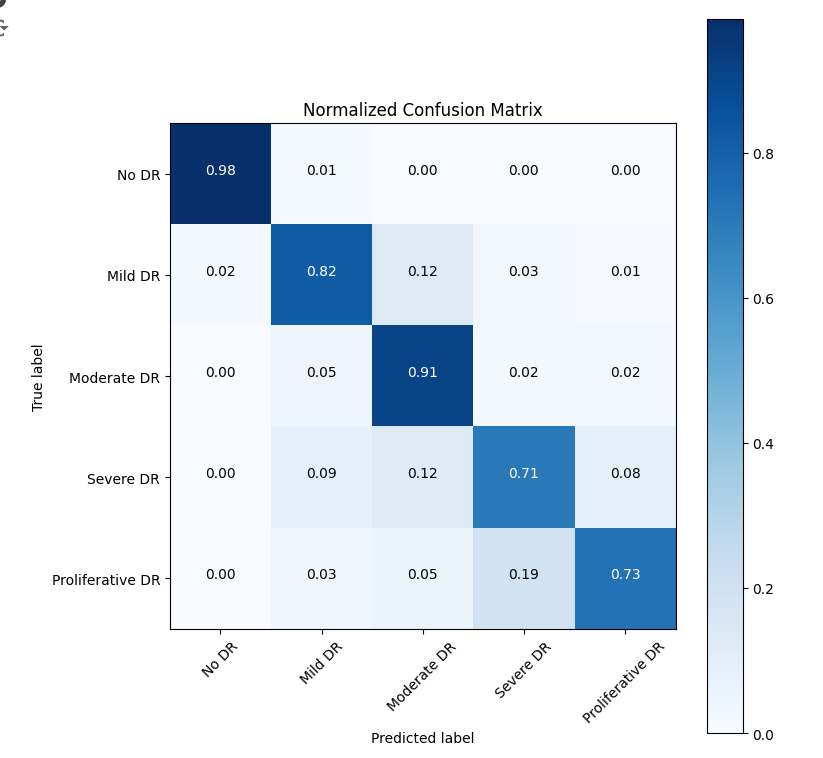 Normalized Confusion Matrix
No DR 0.98 0.01 0.00 0.00 0.00
Mild DR 0.02 0.82 0.12 0.03 0.01
Moderate DR 0.00 0.05 0.91 0.02 0.02
Severe DR 0.00 0.09 0.12 0.71 0.08
Proliferative DR 0.00 0.03 0.05 0.19 0.73
True label
No DR Mild DR Moderate DR Severe DR Proliferative DR
Predicted label
0.8
0.6
0.4
0.2
0.0